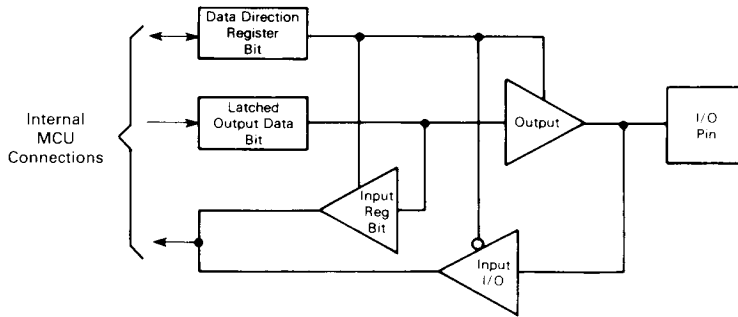 Data Direction
Register
Bit
Internal
MCU
Connections
Latched
Output Data
Bit
Output
I/O
Pin
Input
Reg
Bit
Input
I/O